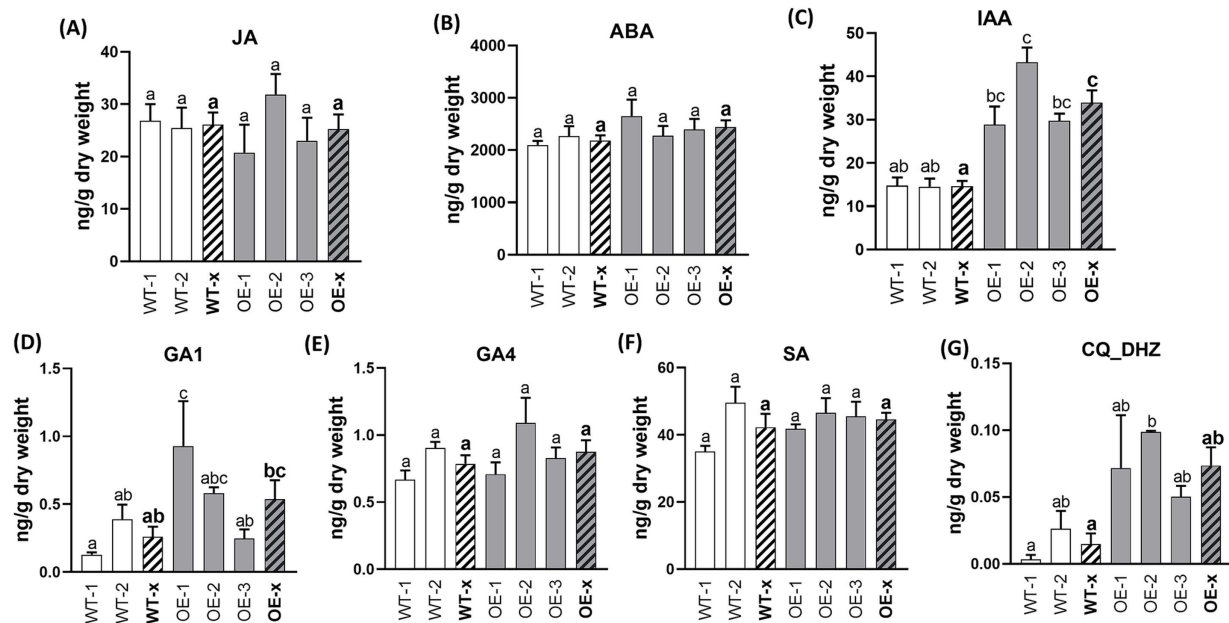 (A)
JA
ng/g dry weight
40
30
20
10
0
a a a a a a a
WT-1 WT-2 WT-x OE-1 OE-2 OE-3 OE-x
(B)
ABA
ng/g dry weight
4000
3000
2000
1000
0
a a a a a a a
WT-1 WT-2 WT-x OE-1 OE-2 OE-3 OE-x
(C)
IAA
ng/g dry weight
50
40
30
20
10
0
ab ab a bc c bc c
WT-1 WT-2 WT-x OE-1 OE-2 OE-3 OE-x
(D)
GA1
ng/g dry weight
1.5
1.0
0.5
0.0
a ab ab c abc ab bc
WT-1 WT-2 WT-x OE-1 OE-2 OE-3 OE-x
(E)
GA4
ng/g dry weight
1.5
1.0
0.5
0.0
a a a a a a a
WT-1 WT-2 WT-x OE-1 OE-2 OE-3 OE-x
(F)
SA
ng/g dry weight
60
40
20
0
a a a a a a a
WT-1 WT-2 WT-x OE-1 OE-2 OE-3 OE-x
(G)
CQ_DHZ
ng/g dry weight
0.15
0.10
0.05
0.00
a ab a ab b ab ab
WT-1 WT-2 WT-x OE-1 OE-2 OE-3 OE-x